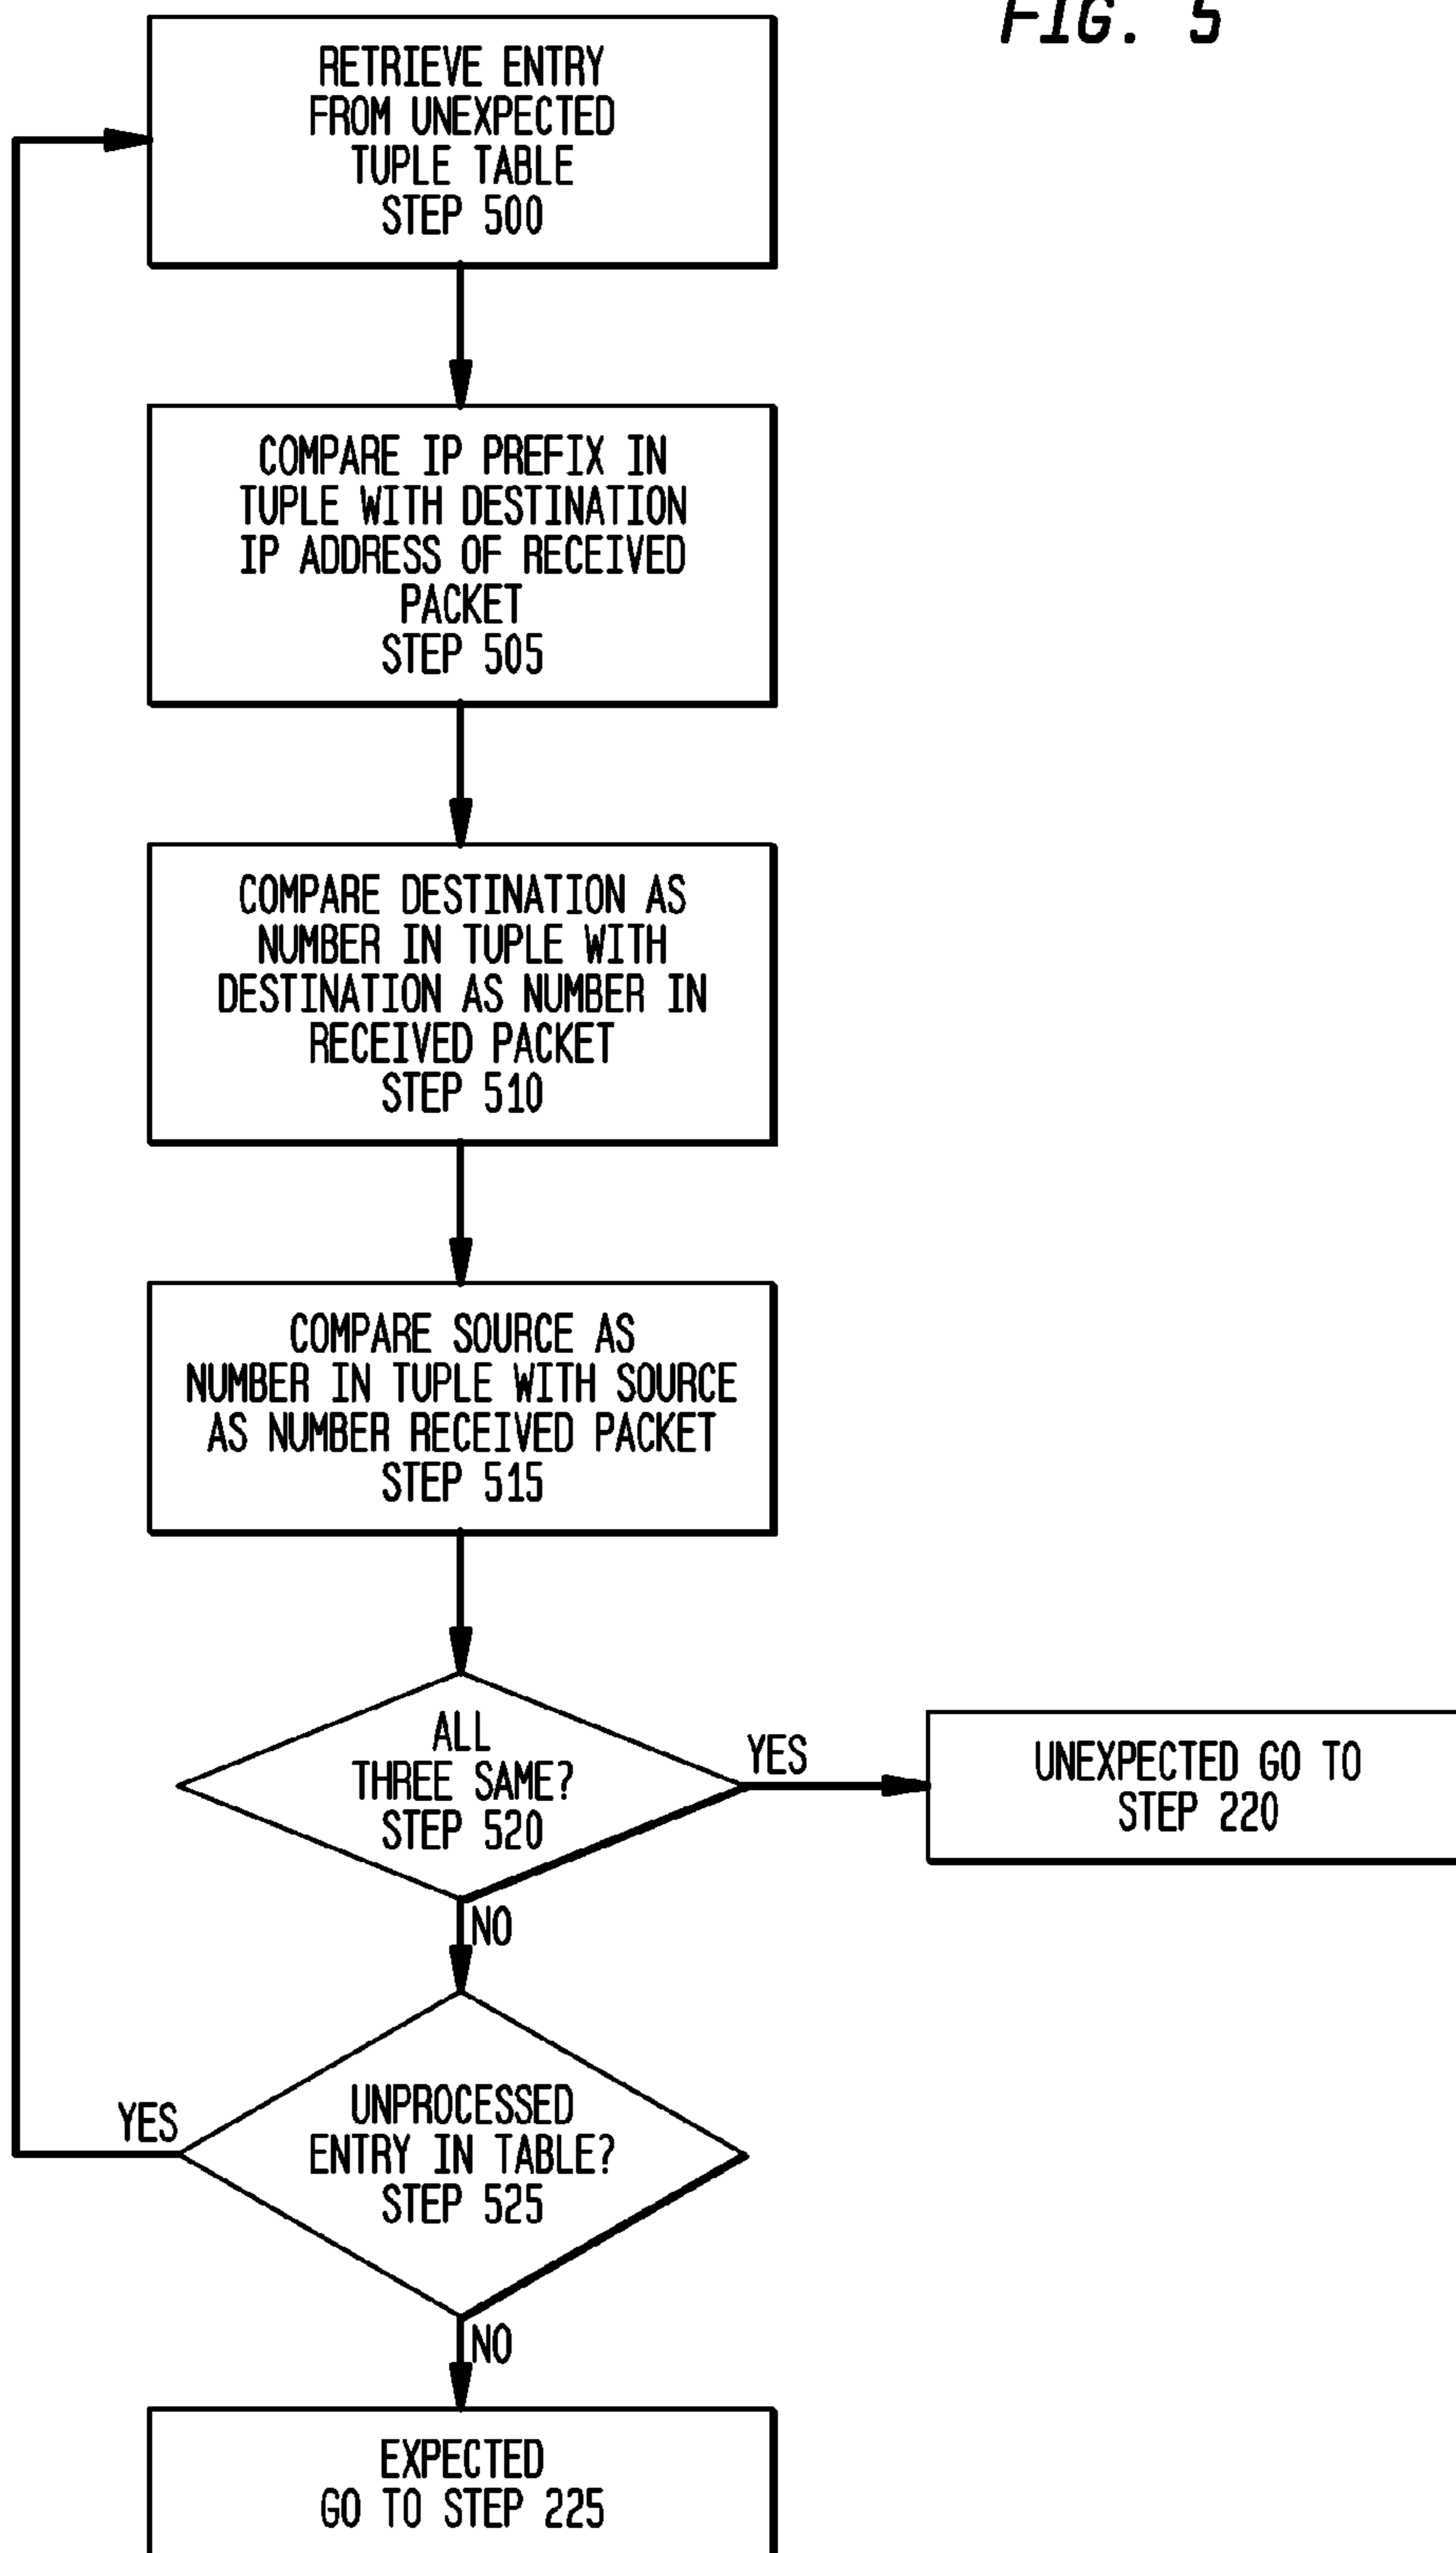 FIG. 5
RETRIEVE ENTRY
FROM UNEXPECTED
TUPLE TABLE
STEP 500
COMPARE IP PREFIX IN
TUPLE WITH DESTINATION
IP ADDRESS OF RECEIVED
PACKET
STEP 505
COMPARE DESTINATION AS
NUMBER IN TUPLE WITH
DESTINATION AS NUMBER IN
RECEIVED PACKET
STEP 510
COMPARE SOURCE AS
NUMBER IN TUPLE WITH SOURCE
AS NUMBER RECEIVED PACKET
STEP 515
ALL
THREE SAME?
STEP 520
YES
UNEXPECTED GO TO
STEP 220
NO
UNPROCESSED
ENTRY IN TABLE?
STEP 525
YES
NO
EXPECTED
GO TO STEP 225